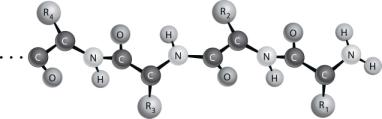 R4 R2
O H O H
··· C C N C C N C C N C C N H
O H R3 O H R1